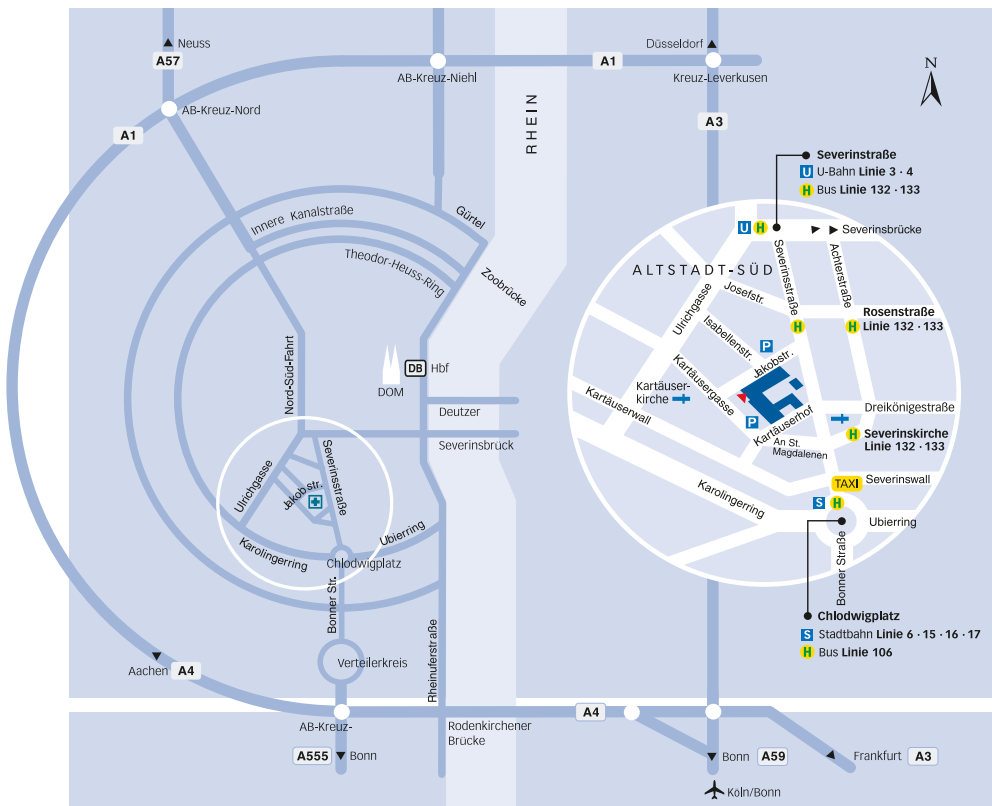 Neuss
A57
AB-Kreuz-Nord
A1
AB-Kreuz-Niehl
A1
Düsseldorf
Kreuz-Leverkusen
A3
N
RHEIN
Innere Kanalstraße
Theodor-Heuss-Ring
Gürtel
Zoobrücke
Nord-Süd-Fahrt
DOM
DB Hbf
Deutzer
Severinsbrück
Ulrichgasse
Jakobstr.
Severinsstraße
Karolingerring
Ubierring
Chlodwigplatz
Bonner Str.
Verteilerkreis
Rheinuferstraße
Aachen A4
AB-Kreuz-
A555 Bonn
Rodenkirchener
Brücke
A4
Bonn A59
Frankfurt A3
Köln/Bonn
Severinstraße
U U-Bahn Linie 3 · 4
H Bus Linie 132 · 133
U H
Severinsbrücke
ALTSTADT-SÜD
Severinsstraße
Achterstraße
Josefstr.
Ulrichgasse
Isabellenstr.
H
H
Rosenstraße
Linie 132 · 133
P
Jakobstr.
Kartäuser-
kirche
Kartäusergasse
Kartäuserwall
P
Kartäuserhof
Dreikönigestraße
An St.
Magdalenen
H
Severinskirche
Linie 132 · 133
TAXI
Severinswall
Karolingerring
S H
Ubierring
Bonner Straße
Chlodwigplatz
S Stadtbahn Linie 6 · 15 · 16 · 17
H Bus Linie 106